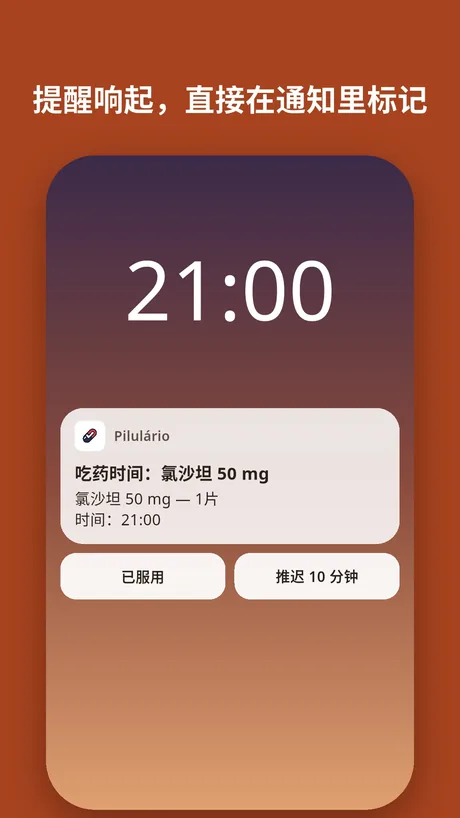 提醒响起，直接在通知里标记
21:00
Pilulário
吃药时间：氯沙坦 50 mg
氯沙坦 50 mg — 1片
时间：21:00
已服用
推迟 10 分钟